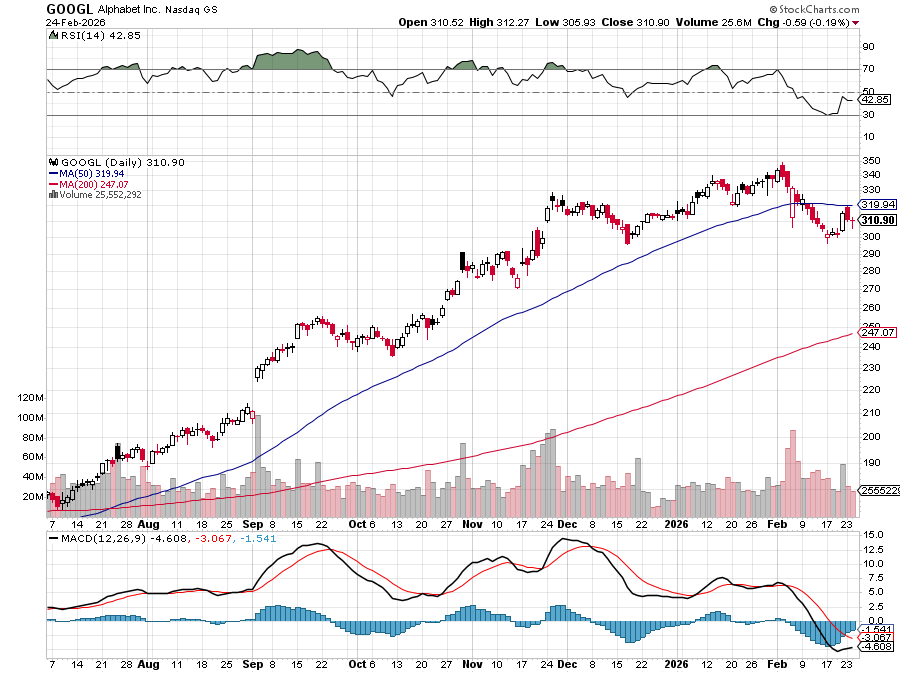 GOOGL Alphabet Inc. Nasdaq GS
© StockCharts.com
24-Feb-2026
Open 310.52 High 312.27 Low 305.93 Close 310.90 Volume 25.6M Chg -0.59 (-0.19%)
RSI(14) 42.85
90
70
50
42.85
30
10
GOOGL (Daily) 310.90
MA(50) 319.94
MA(200) 247.07
Volume 25,552,292
350
340
330
319.94
310.90
300
290
280
270
260
250
247.07
240
230
220
210
200
190
120M
100M
80M
60M
40M
20M
2555229
7 14 21 28 Aug 11 18 25 Sep 8 15 22 Oct 6 13 20 27 Nov 10 17 24 Dec 8 15 22 2026 12 20 26 Feb 9 17 23
MACD(12,26,9) -4.608, -3.067, -1.541
15.0
12.5
10.0
7.5
5.0
2.5
0.0
-1.541
-3.067
-4.608
7 14 21 28 Aug 11 18 25 Sep 8 15 22 Oct 6 13 20 27 Nov 10 17 24 Dec 8 15 22 2026 12 20 26 Feb 9 17 23